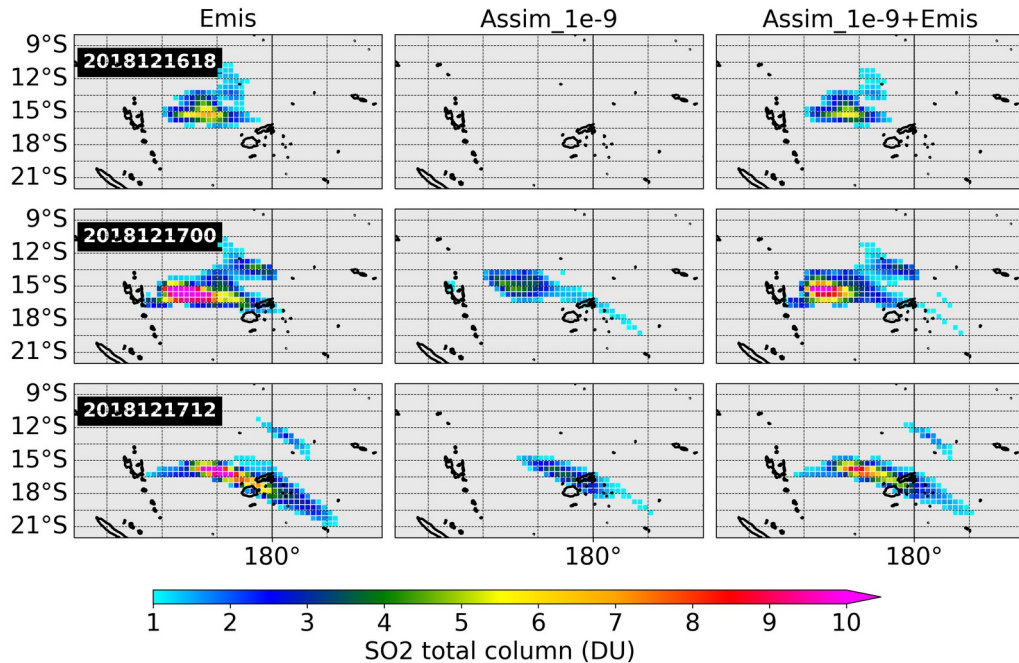 Emis Assim_1e-9 Assim_1e-9+Emis
9°S
2018121618
12°S
15°S
18°S
21°S
9°S
2018121700
12°S
15°S
18°S
21°S
9°S
2018121712
12°S
15°S
18°S
21°S
180° 180° 180°
1 2 3 4 5 6 7 8 9 10
SO2 total column (DU)